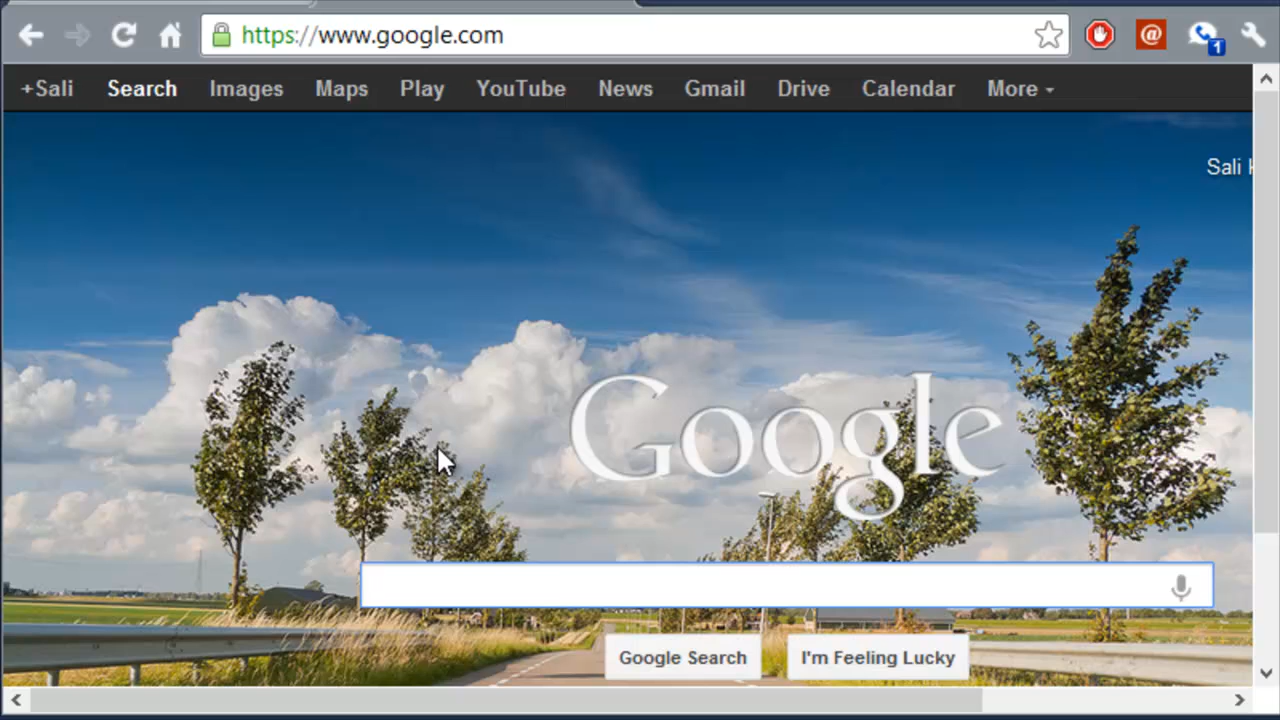 https://www.google.com
1
+Sali Search Images Maps Play YouTube News Gmail Drive Calendar More
Sali
Google
Google Search I'm Feeling Lucky